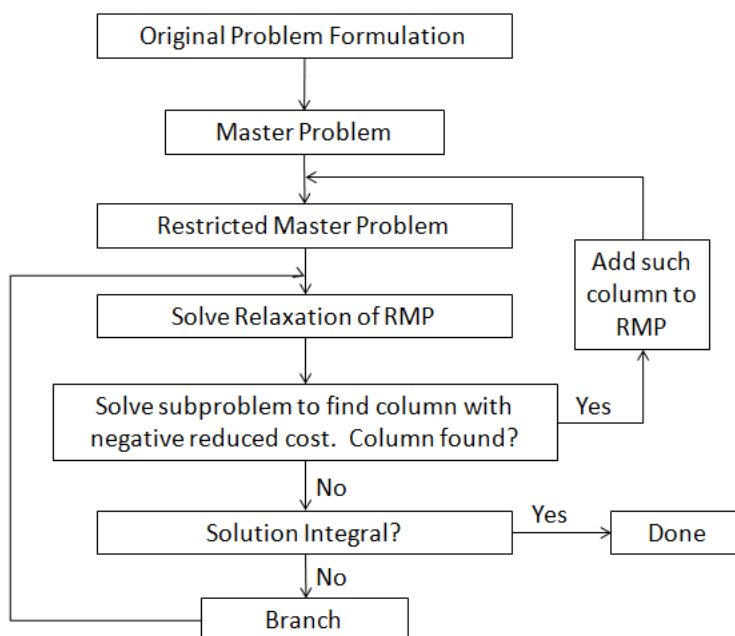 Original Problem Formulation
Master Problem
Restricted Master Problem
Add such
column to
RMP
Solve Relaxation of RMP
Solve subproblem to find column with
negative reduced cost.  Column found?
Yes
No
Solution Integral?
Yes
Done
No
Branch